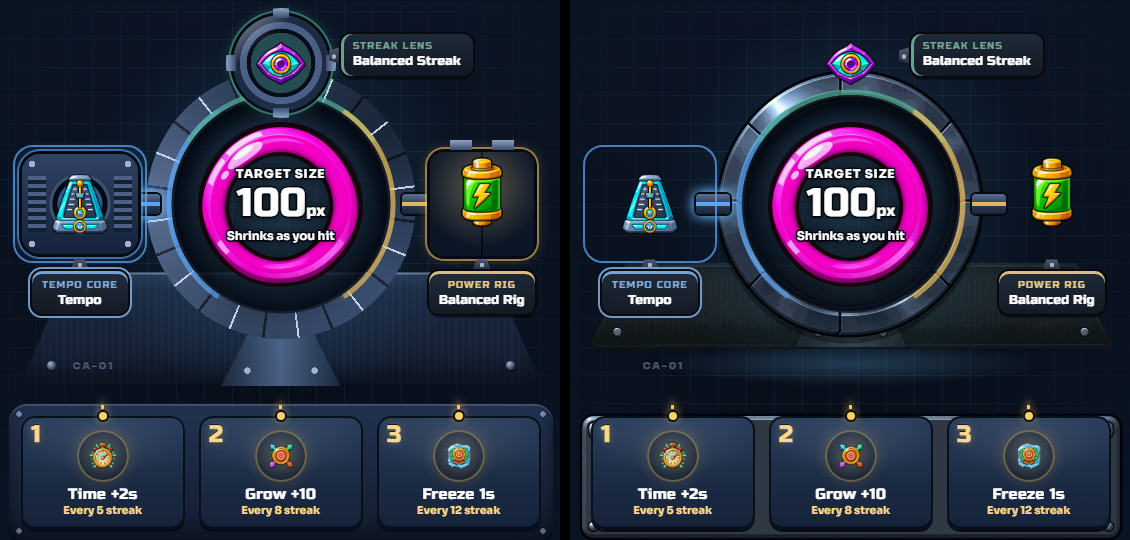 STREAK LENS
Balanced Streak
TARGET SIZE
100px
Shrinks as you hit
TEMPO CORE
Tempo
POWER RIG
Balanced Rig
CA-01
1
Time +2s
Every 5 streak
2
Grow +10
Every 8 streak
3
Freeze 1s
Every 12 streak
STREAK LENS
Balanced Streak
TARGET SIZE
100px
Shrinks as you hit
TEMPO CORE
Tempo
POWER RIG
Balanced Rig
CA-01
1
Time +2s
Every 5 streak
2
Grow +10
Every 8 streak
3
Freeze 1s
Every 12 streak